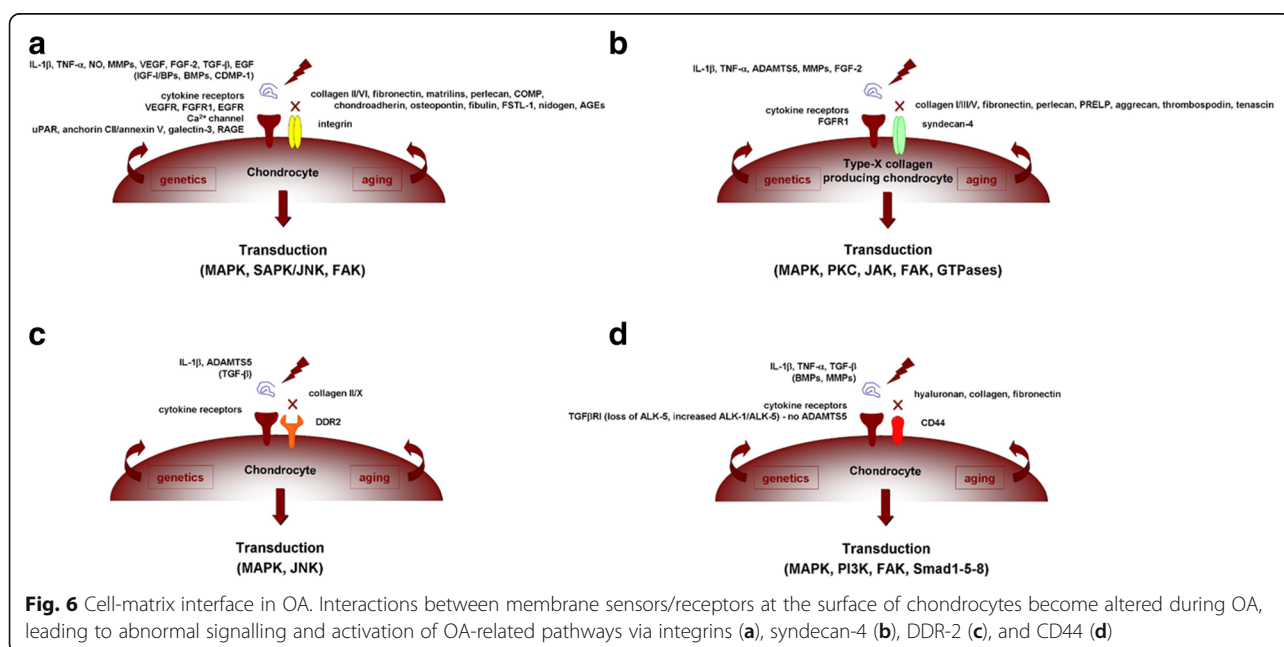 a
IL-1β, TNF-α, NO, MMPs, VEGF, FGF-2, TGF-β, EGF
(IGF-I/BPs, BMPs, CDMP-1)
collagen II/VI, fibronectin, matrilins, perlecan, COMP,
chondroadherin, osteopontin, fibulin, FSTL-1, nidogen, AGEs
cytokine receptors
VEGFR, FGFR1, EGFR
Ca²⁺ channel
uPAR, anchorin CII/annexin V, galectin-3, RAGE
integrin
Chondrocyte
genetics
aging
Transduction
(MAPK, SAPK/JNK, FAK)
b
IL-1β, TNF-α, ADAMTS5, MMPs, FGF-2
collagen I/III/V, fibronectin, perlecan, PRELP, aggrecan, thrombospodin, tenascin
cytokine receptors
FGFR1
syndecan-4
Type-X collagen
producing chondrocyte
genetics
aging
Transduction
(MAPK, PKC, JAK, FAK, GTPases)
c
IL-1β, ADAMTS5
(TGF-β)
collagen II/X
cytokine receptors
DDR2
Chondrocyte
genetics
aging
Transduction
(MAPK, JNK)
d
IL-1β, TNF-α, TGF-β
(BMPs, MMPs)
hyaluronan, collagen, fibronectin
cytokine receptors
TGFβRI (loss of ALK-5, increased ALK-1/ALK-5) - no ADAMTS5
CD44
Chondrocyte
genetics
aging
Transduction
(MAPK, PI3K, FAK, Smad1-5-8)
Fig. 6 Cell-matrix interface in OA. Interactions between membrane sensors/receptors at the surface of chondrocytes become altered during OA,
leading to abnormal signalling and activation of OA-related pathways via integrins (a), syndecan-4 (b), DDR-2 (c), and CD44 (d)